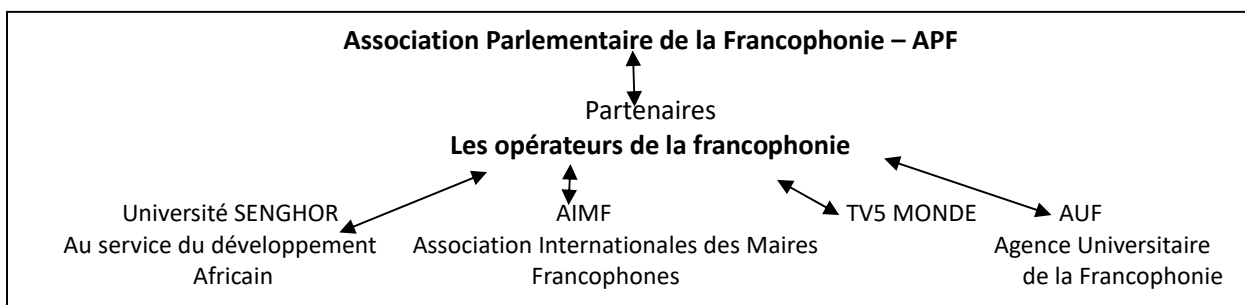 Association Parlementaire de la Francophonie – APF
Partenaires
Les opérateurs de la francophonie
Université SENGHOR
Au service du développement
Africain
AIMF
Association Internationales des Maires
Francophones
TV5 MONDE
AUF
Agence Universitaire
de la Francophonie